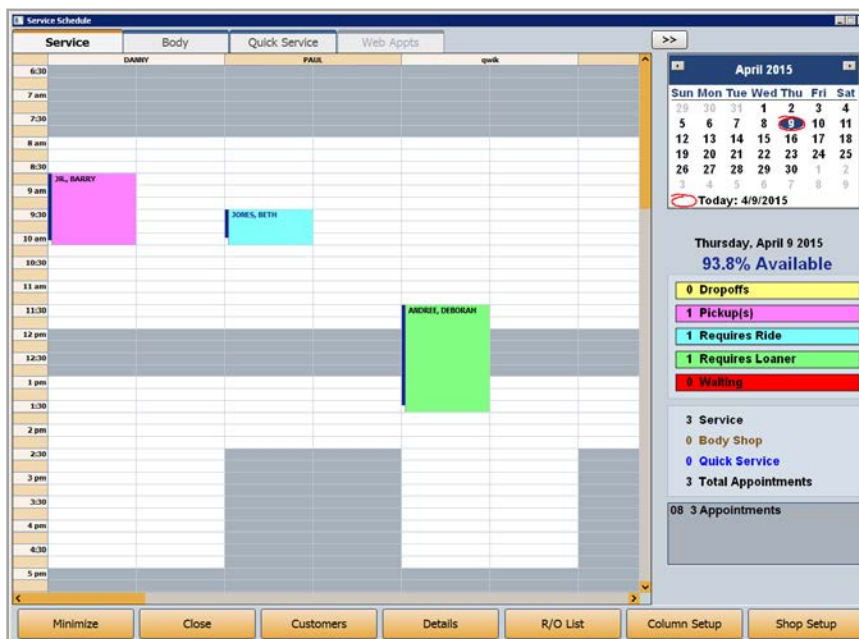 Service Schedule
Service Body Quick Service Web Appts >>
DANNY PAUL qwik
6:30
7 am
7:30
8 am
8:30
9 am
9:30
10 am
10:30
11 am
11:30
12 pm
12:30
1 pm
1:30
2 pm
2:30
3 pm
3:30
4 pm
4:30
5 pm
JR., BARRY
JONES, BETH
ANDREE, DEBORAH
April 2015
Sun Mon Tue Wed Thu Fri Sat
29 30 31 1 2 3 4
5 6 7 8 9 10 11
12 13 14 15 16 17 18
19 20 21 22 23 24 25
26 27 28 29 30 1 2
3 4 5 6 7 8 9
Today: 4/9/2015
Thursday, April 9 2015
93.8% Available
0 Dropoffs
1 Pickup(s)
1 Requires Ride
1 Requires Loaner
0 Waiting
3 Service
0 Body Shop
0 Quick Service
3 Total Appointments
08 3 Appointments
Minimize Close Customers Details R/O List Column Setup Shop Setup